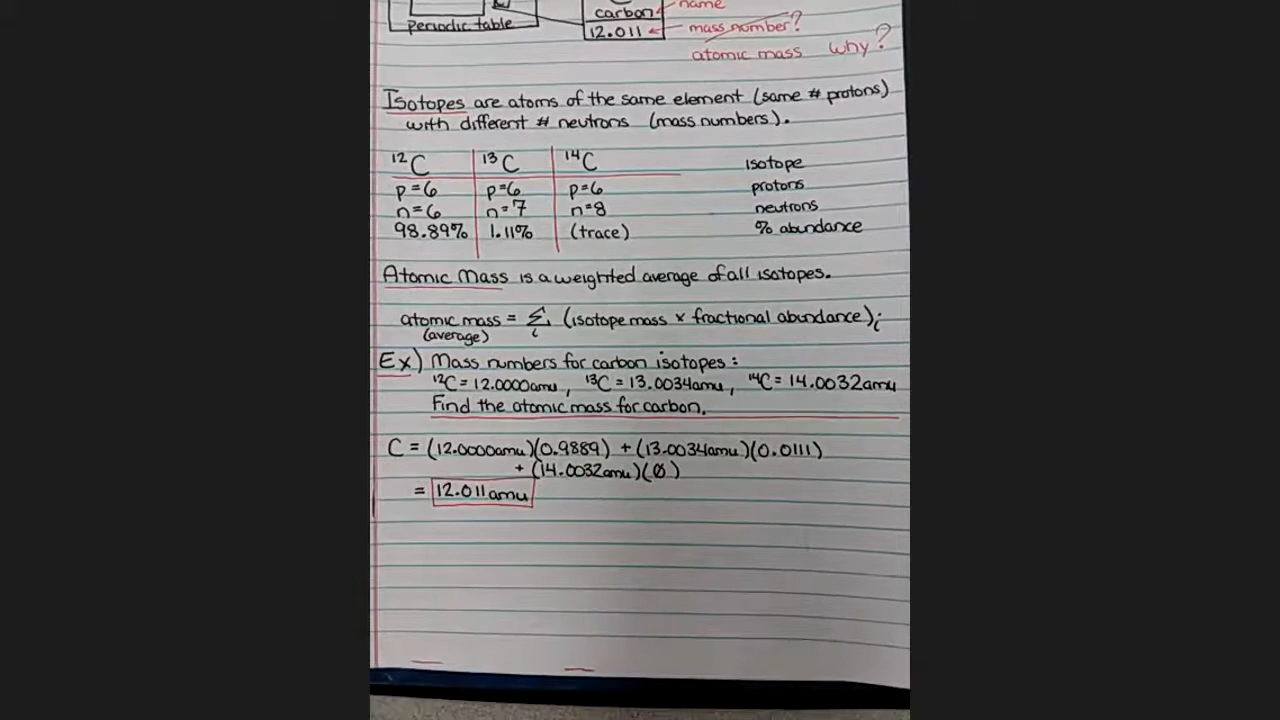 carbon name
periodic table 12.011 mass number?
atomic mass why?
Isotopes are atoms of the same element (same # protons)
with different # neutrons (mass numbers).
¹²C ¹³C ¹⁴C isotope
p=6 p=6 p=6 protons
n=6 n=7 n=8 neutrons
98.89% 1.11% (trace) % abundance
Atomic Mass is a weighted average of all isotopes.
atomic mass = Σ (isotope mass × fractional abundance)ᵢ
(average) i
Ex) Mass numbers for carbon isotopes:
¹²C = 12.0000amu, ¹³C = 13.0034amu, ¹⁴C = 14.0032amu
Find the atomic mass for carbon.
C = (12.0000amu)(0.9889) + (13.0034amu)(0.0111)
+ (14.0032amu)(0)
= 12.011amu